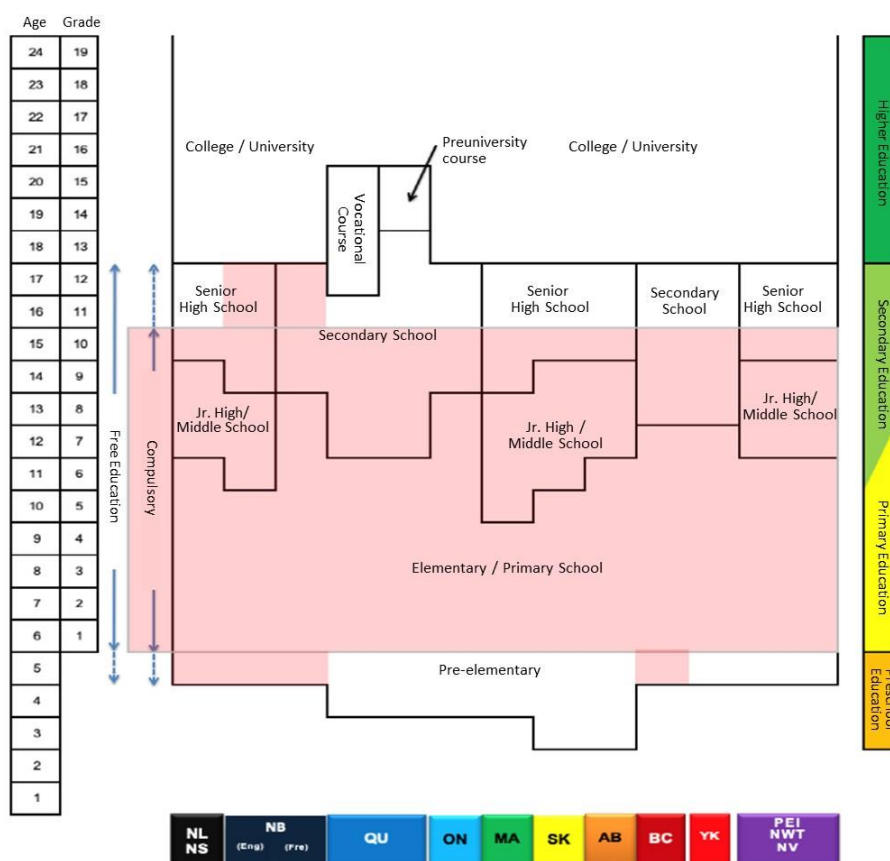 Age Grade
24 19
23 18
22 17
21 16
20 15
19 14
18 13
17 12
16 11
15 10
14 9
13 8
12 7
11 6
10 5
9 4
8 3
7 2
6 1
5
4
3
2
1
Free Education
Compulsory
College / University
Preuniversity
course
College / University
Vocational
Course
Senior
High School
Secondary School
Senior
High School
Secondary
School
Senior
High School
Jr. High/
Middle School
Jr. High /
Middle School
Jr. High/
Middle School
Elementary / Primary School
Pre-elementary
Higher Education
Secondary Education
Primary Education
Preschool
Education
NL
NS
NB
(Eng) (Fre)
QU
ON
MA
SK
AB
BC
YK
PEI
NWT
NV